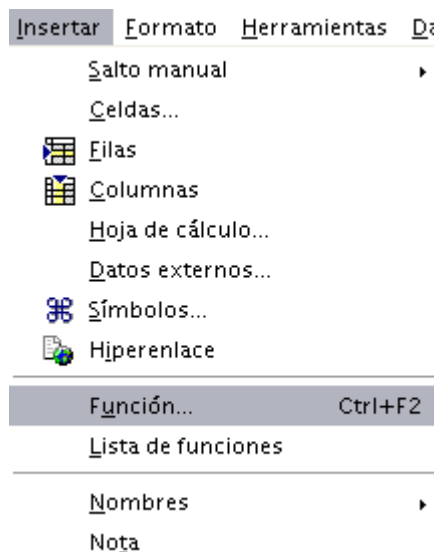 Insertar Formato Herramientas Da
Salto manual
Celdas...
Filas
Columnas
Hoja de cálculo...
Datos externos...
Símbolos...
Hiperenlace
Función... Ctrl+F2
Lista de funciones
Nombres
Nota